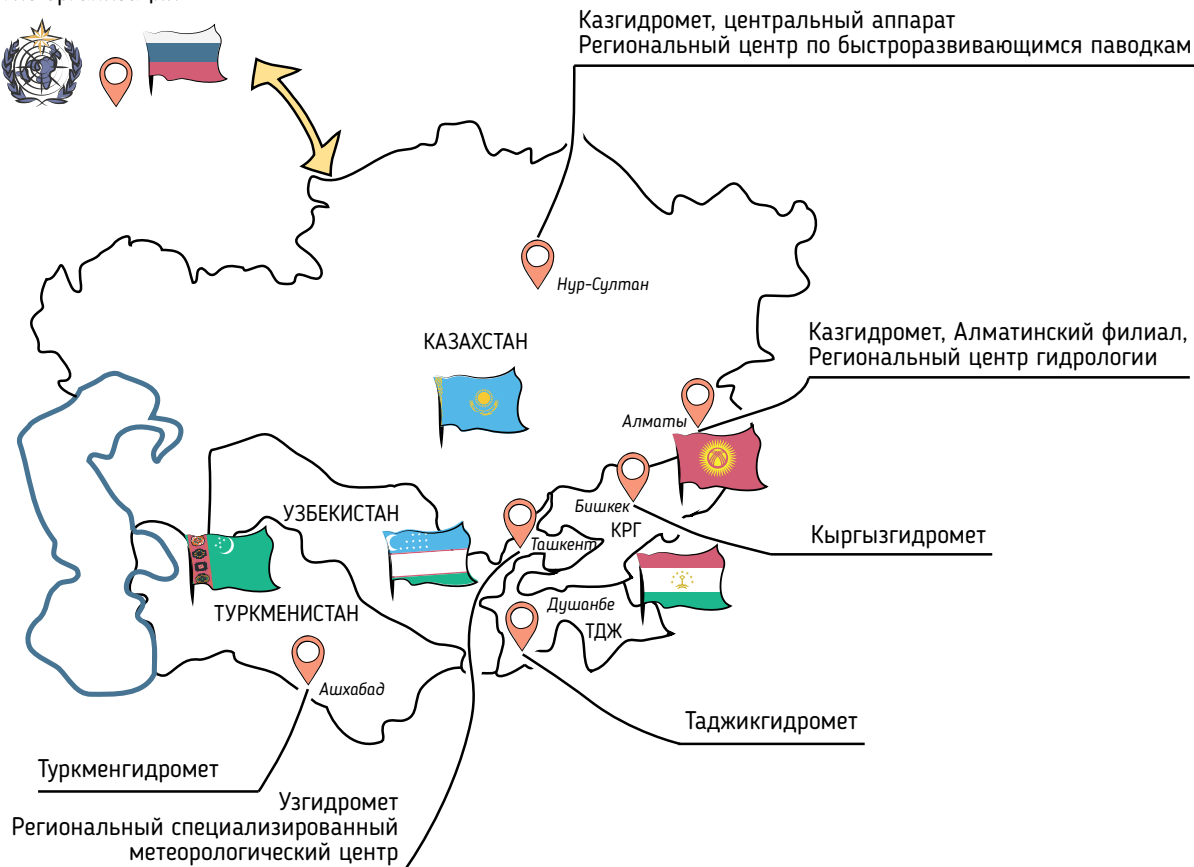 Казгидромет, центральный аппарат
Региональный центр по быстроразвивающимся паводкам
Нур-Султан
КАЗАХСТАН
Казгидромет, Алматинский филиал,
Региональный центр гидрологии
Алматы
УЗБЕКИСТАН
Бишкек
КРГ
Ташкент
Кыргызгидромет
ТУРКМЕНИСТАН
Душанбе
ТДЖ
Ашхабад
Таджикгидромет
Туркменгидромет
Узгидромет
Региональный специализированный
метеорологический центр